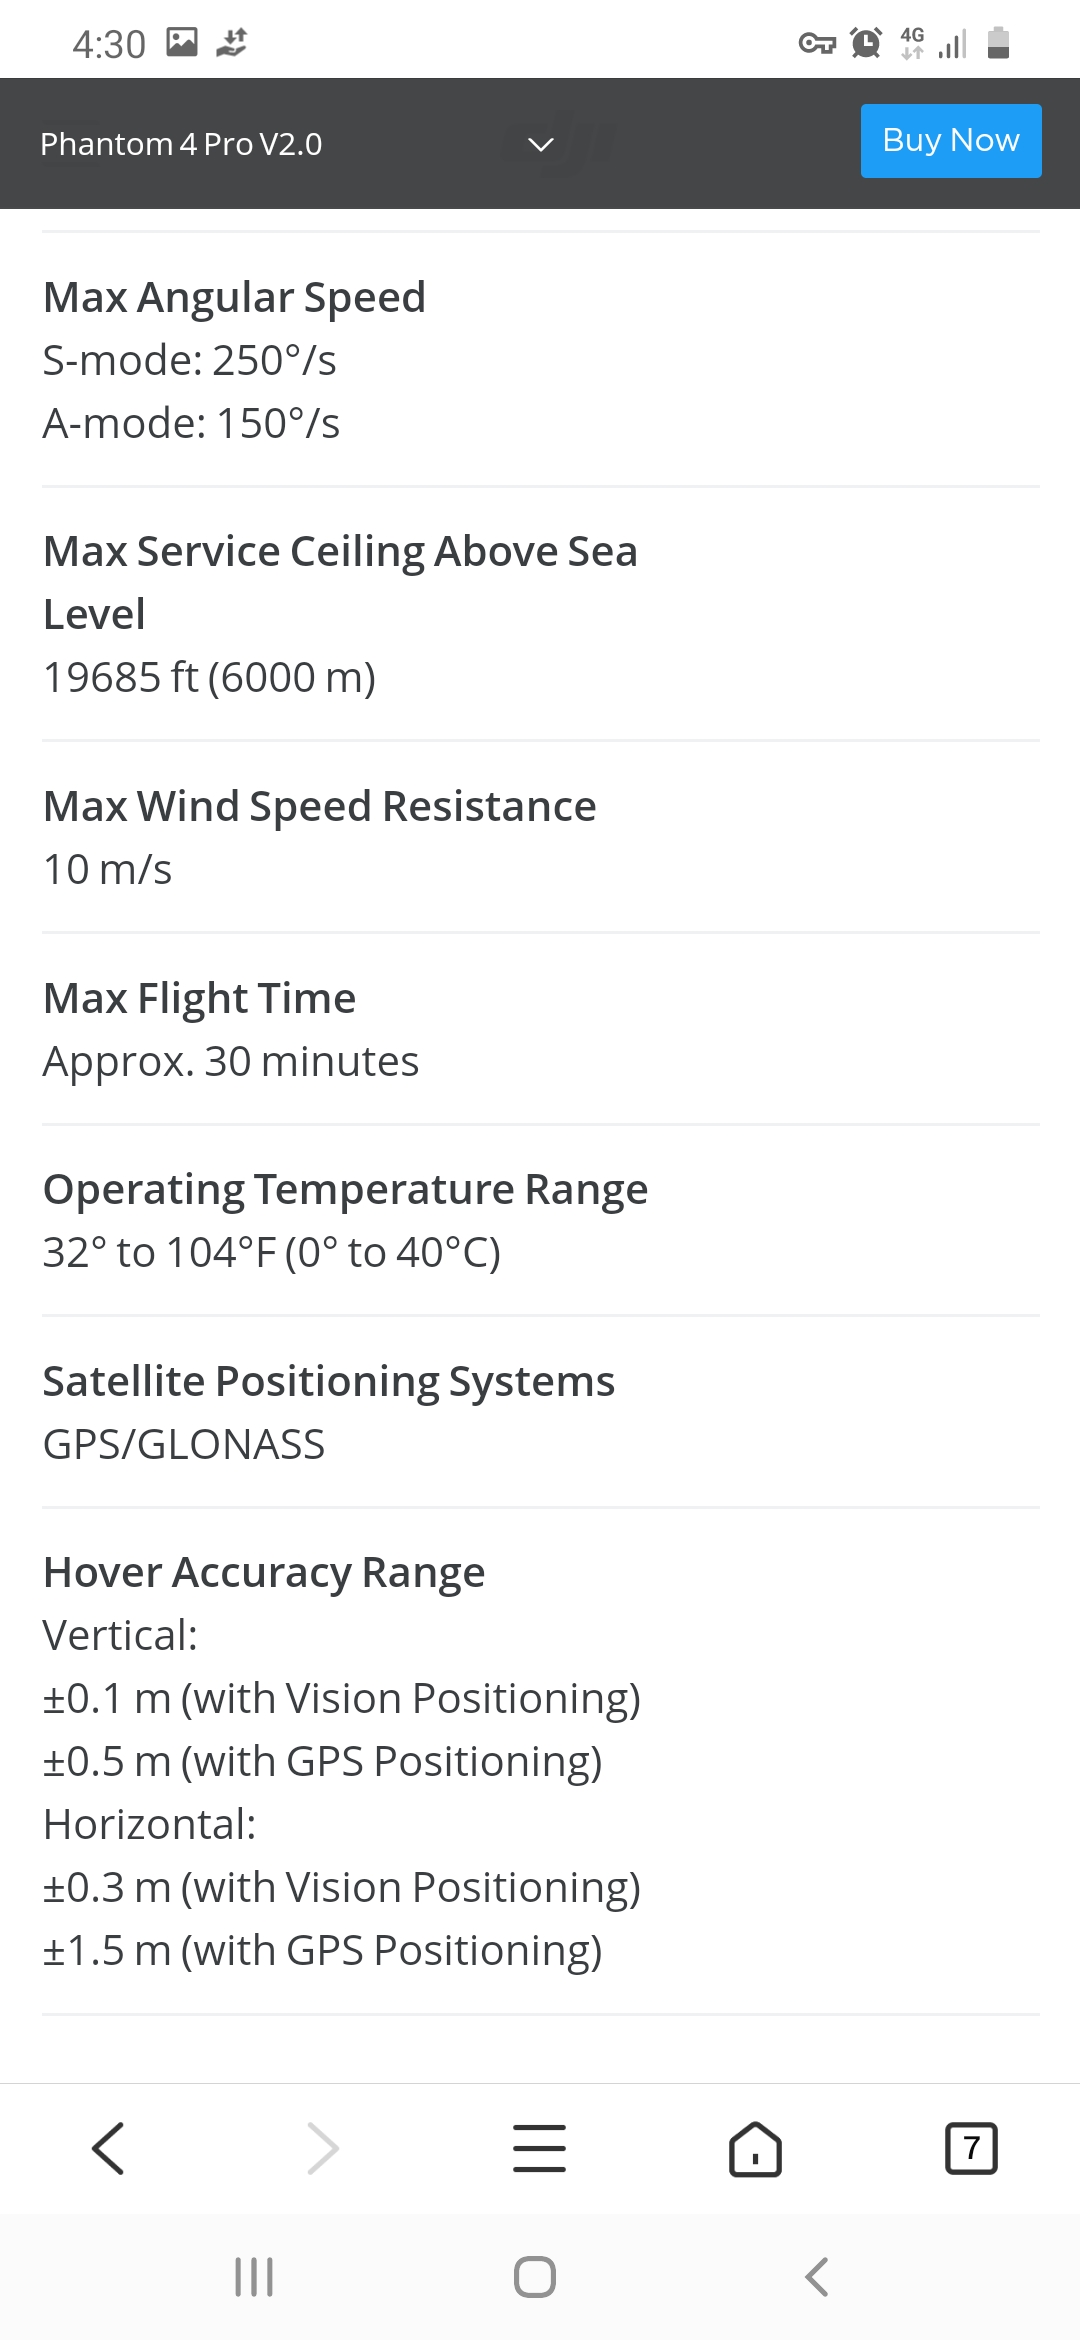 4:30
4G
Phantom 4 Pro V2.0
dji
Buy Now
Max Angular Speed
S-mode: 250°/s
A-mode: 150°/s
Max Service Ceiling Above Sea
Level
19685 ft (6000 m)
Max Wind Speed Resistance
10 m/s
Max Flight Time
Approx. 30 minutes
Operating Temperature Range
32° to 104°F (0° to 40°C)
Satellite Positioning Systems
GPS/GLONASS
Hover Accuracy Range
Vertical:
±0.1 m (with Vision Positioning)
±0.5 m (with GPS Positioning)
Horizontal:
±0.3 m (with Vision Positioning)
±1.5 m (with GPS Positioning)
7